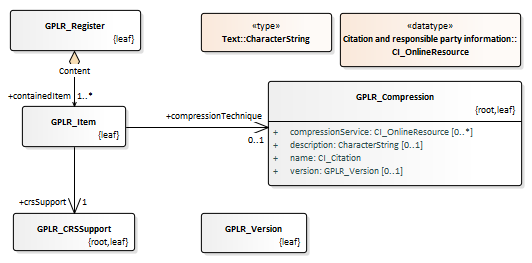 GPLR_Register
{leaf}
«type»
Text::CharacterString
«datatype»
Citation and responsible party information::
CI_OnlineResource
Content
+containedItem
1..*
GPLR_Item
{leaf}
+compressionTechnique
0..1
GPLR_Compression
{root,leaf}
+ compressionService: CI_OnlineResource [0..*]
+ description: CharacterString [0..1]
+ name: CI_Citation
+ version: GPLR_Version [0..1]
+crsSupport
1
GPLR_CRSSupport
{root,leaf}
GPLR_Version
{leaf}